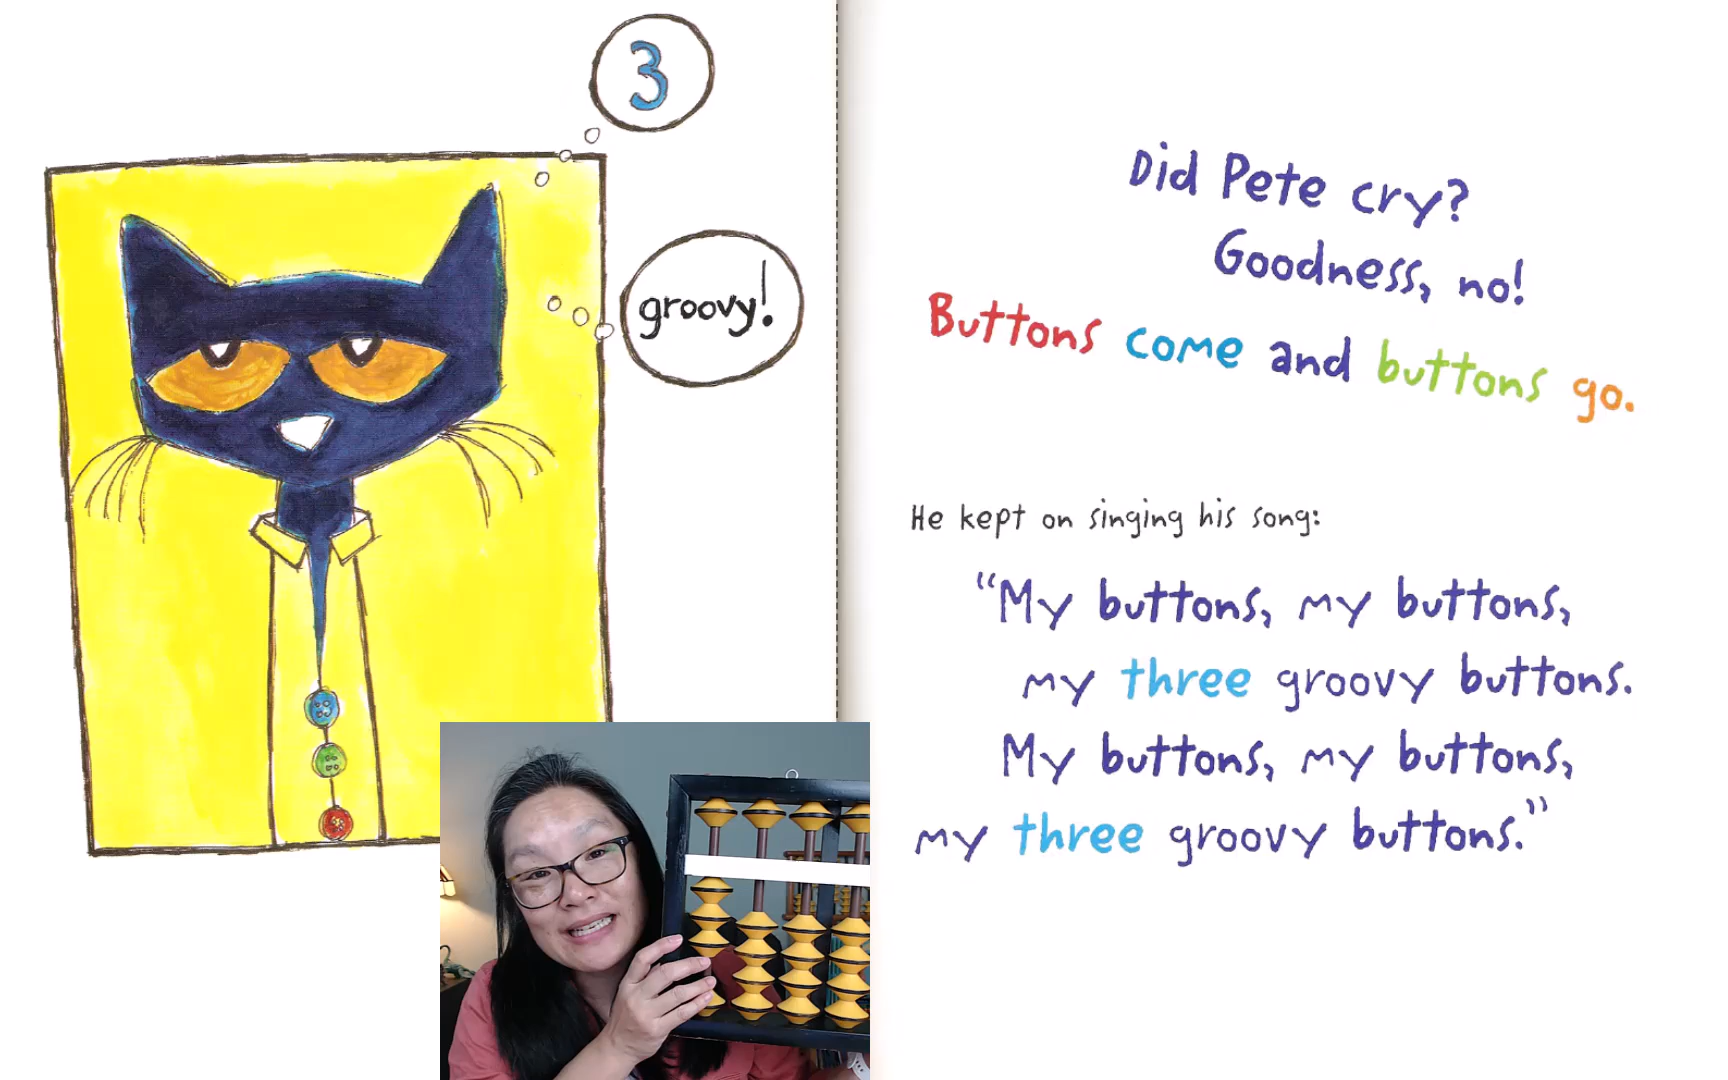 3
groovy!
Did Pete cry?
Goodness, no!
Buttons come and buttons go.
He kept on singing his song:
“My buttons, my buttons,
my three groovy buttons.
My buttons, my buttons,
my three groovy buttons.”